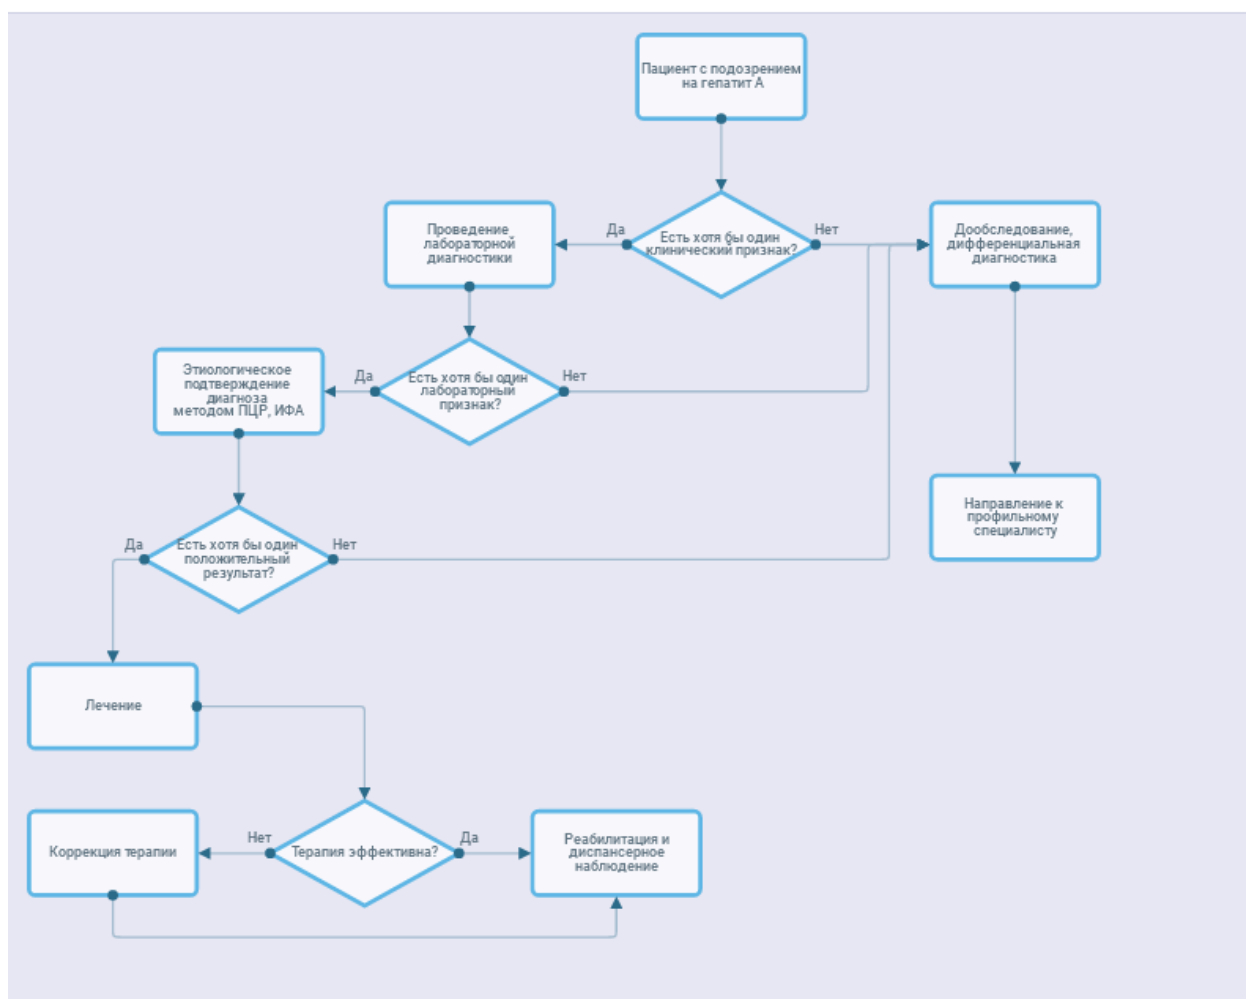 Пациент с подозрением
на гепатит А
Есть хотя бы один
клинический признак?
Да
Нет
Проведение
лабораторной
диагностики
Дообследование,
дифференциальная
диагностика
Есть хотя бы один
лабораторный
признак?
Да
Нет
Этиологическое
подтверждение
диагноза
методом ПЦР, ИФА
Направление к
профильному
специалисту
Есть хотя бы один
положительный
результат?
Да
Нет
Лечение
Терапия эффективна?
Нет
Да
Коррекция терапии
Реабилитация и
диспансерное
наблюдение